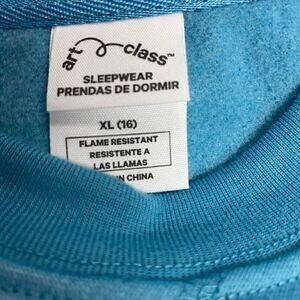 art class™
SLEEPWEAR
PRENDAS DE DORMIR
XL (16)
FLAME RESISTANT
RESISTENTE A
LAS LLAMAS
IN CHINA